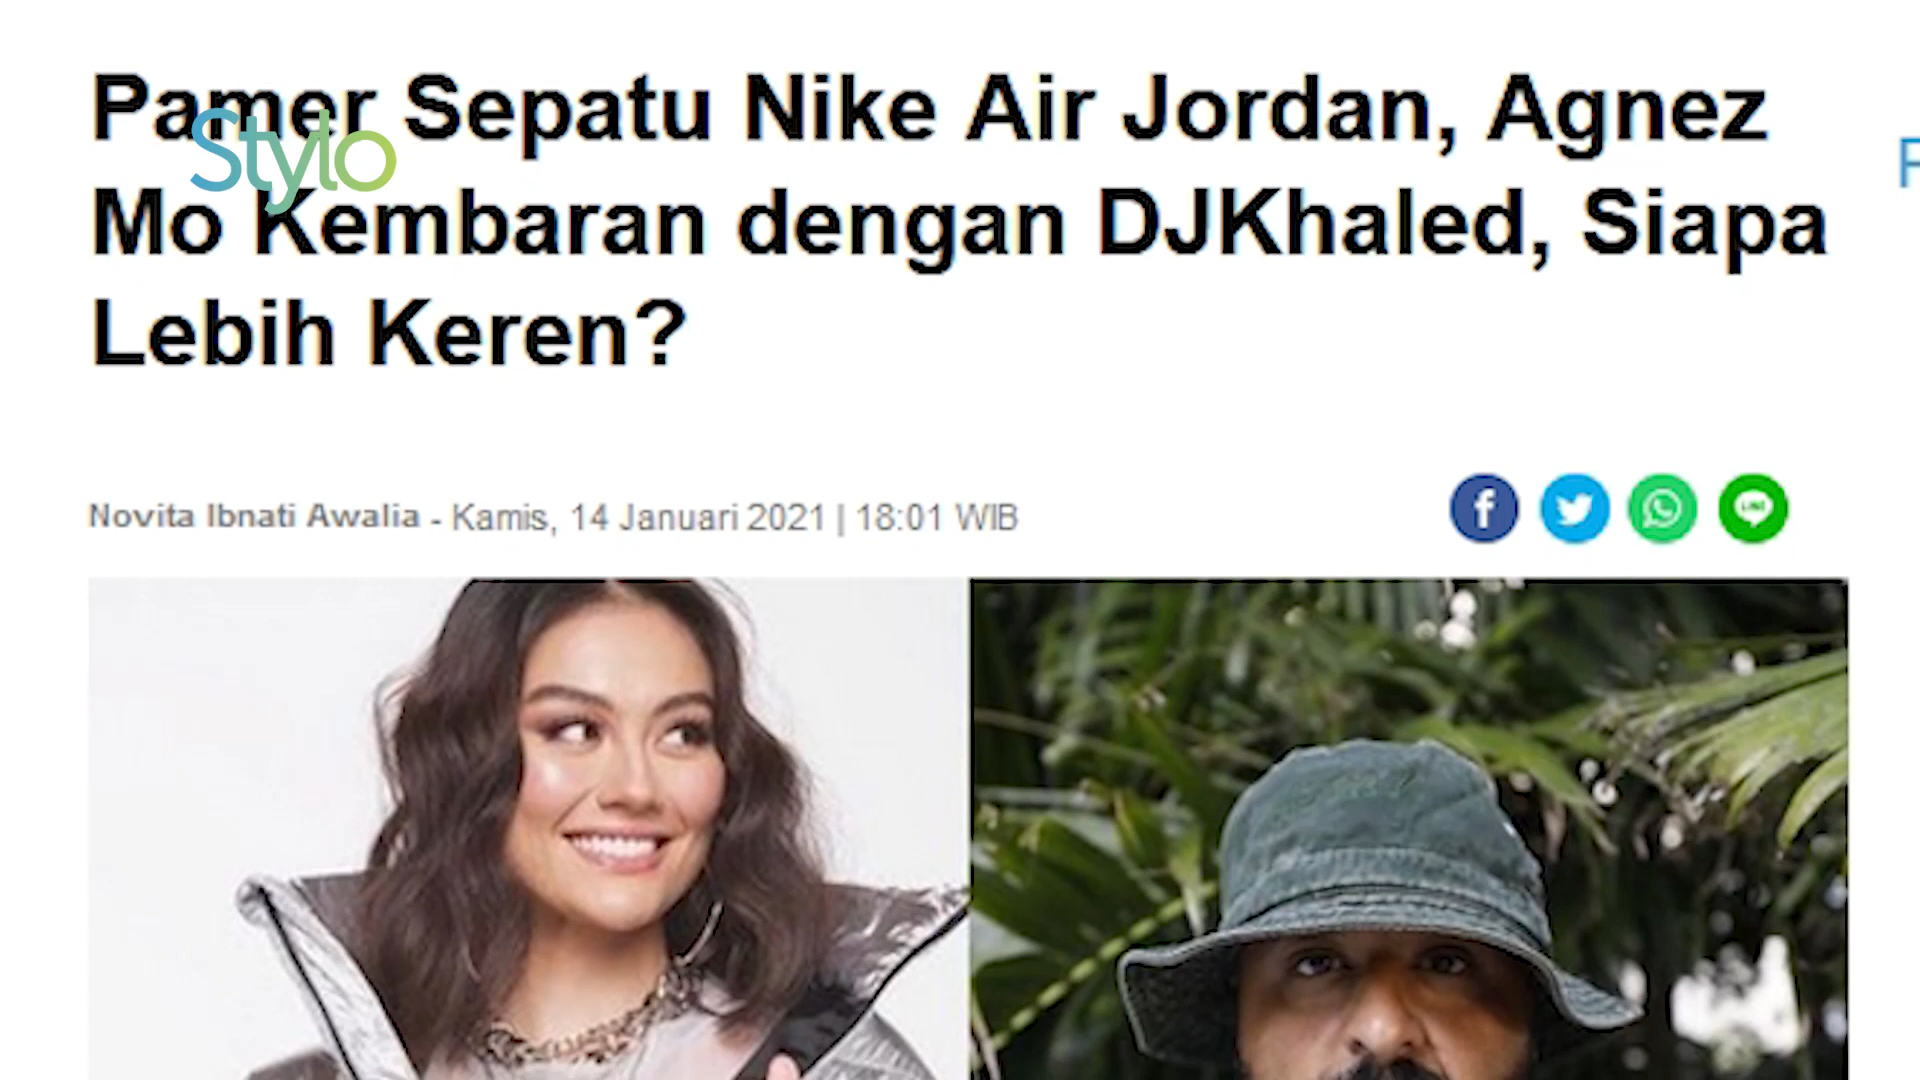 Pamer Sepatu Nike Air Jordan, Agnez
Stylo
Mo Kembaran dengan DJKhaled, Siapa
Lebih Keren?
Novita Ibnati Awalia - Kamis, 14 Januari 2021 | 18:01 WIB
LINE